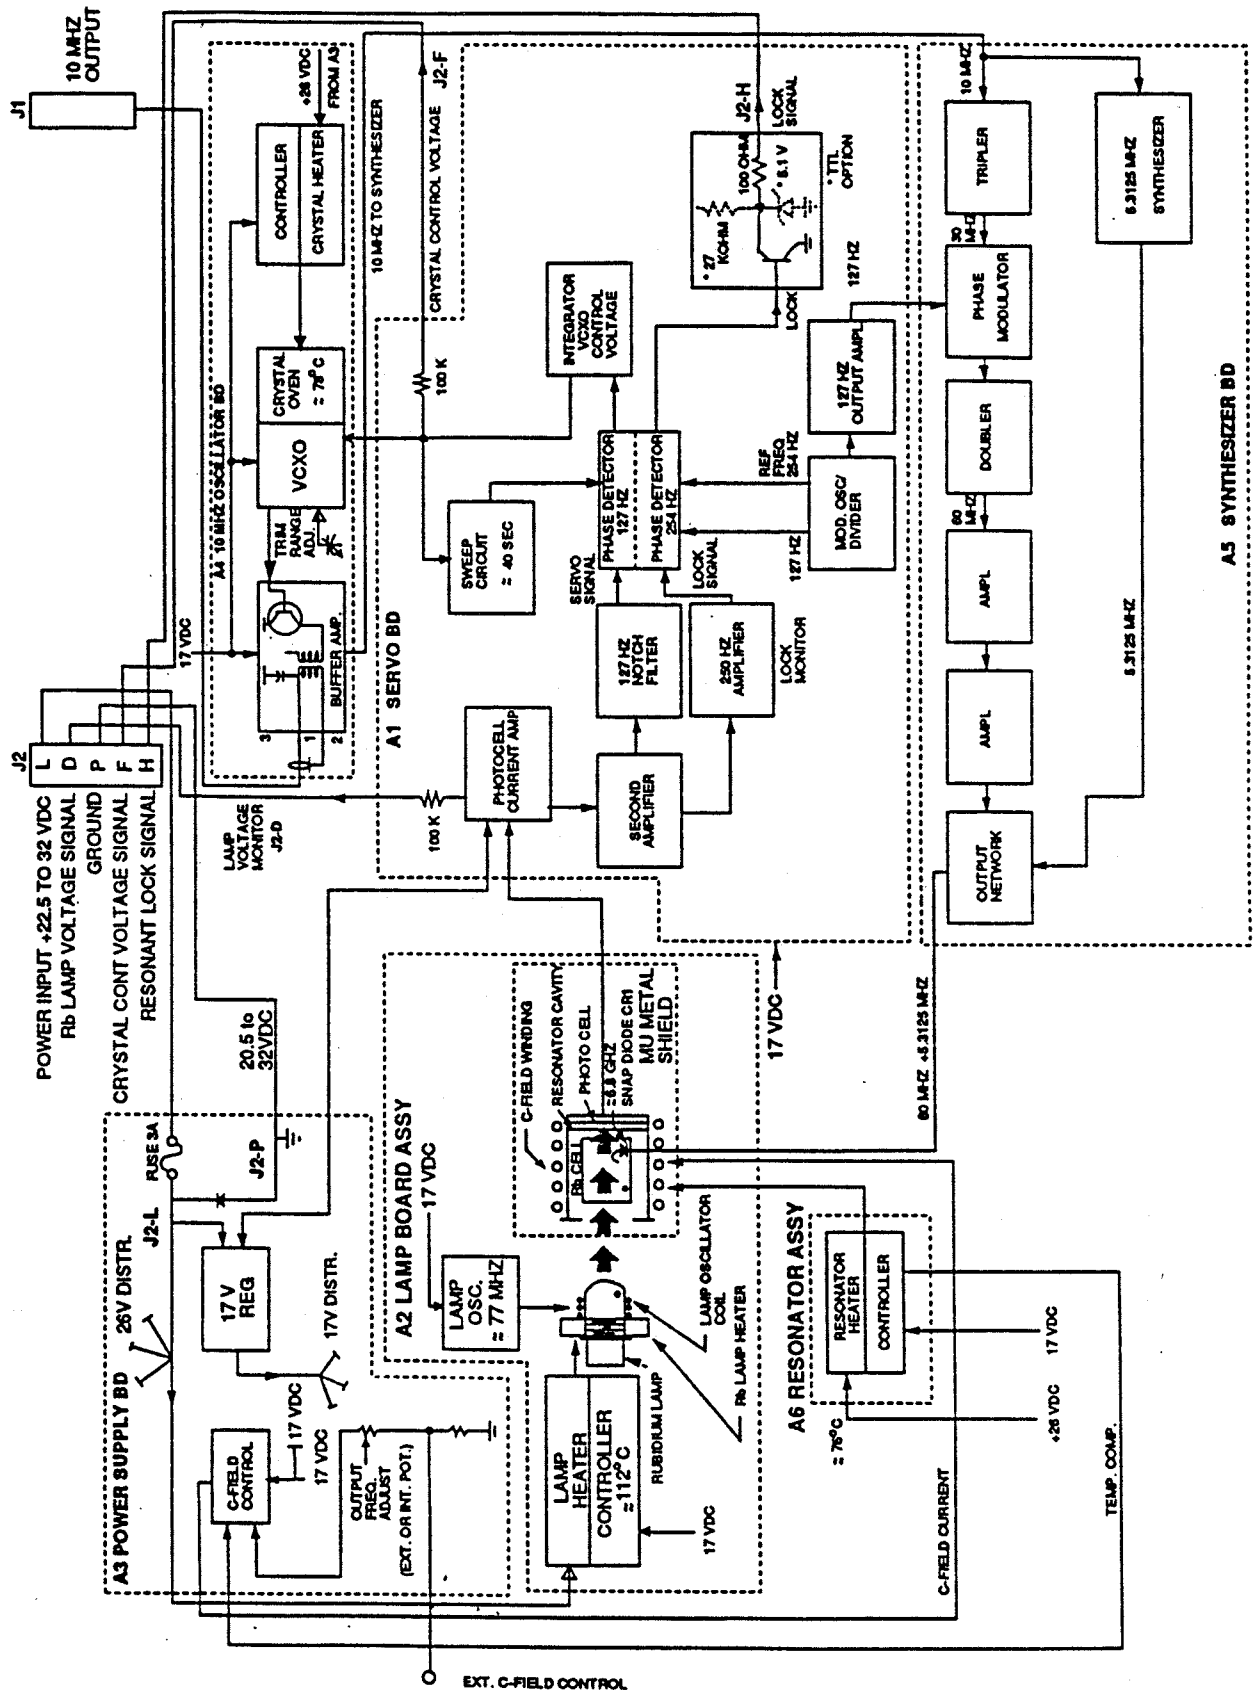 POWER INPUT +22.5 TO 32 VDC
Rb LAMP VOLTAGE SIGNAL
GROUND
CRYSTAL CONT VOLTAGE SIGNAL
RESONANT LOCK SIGNAL
J2
L
D
P
F
H
J1
10 MHZ
OUTPUT
A3 POWER SUPPLY BD
26V DISTR.
J2-L
FUSE 3A
J2-P
20.5 to
32VDC
17 V
REG
17V DISTR.
C-FIELD
CONTROL
17 VDC
17 VDC
OUTPUT
FREQ.
ADJUST
(EXT. OR INT. POT.)
EXT. C-FIELD CONTROL
LAMP
VOLTAGE
MONITOR
J2-D
17 VDC
A4 10 MHZ OSCILLATOR BD
3
1
2
BUFFER AMP.
TRIM
RANGE
ADJ.
VCXO
CRYSTAL
OVEN
≈ 78°C
CONTROLLER
CRYSTAL HEATER
+26 VDC
FROM A3
10 MHZ TO SYNTHESIZER
CRYSTAL CONTROL VOLTAGE
J2-F
A1 SERVO BD
100 K
100 K
PHOTOCELL
CURRENT AMP
SWEEP
CIRCUIT
≈ 40 SEC
INTEGRATOR
VCXO
CONTROL
VOLTAGE
SECOND
AMPLIFIER
127 HZ
NOTCH
FILTER
SERVO
SIGNAL
PHASE DETECTOR
127 HZ
PHASE DETECTOR
254 HZ
250 HZ
AMPLIFIER
LOCK
SIGNAL
LOCK
MONITOR
REF
FREQ
254 HZ
127 HZ
MOD. OSC/
DIVIDER
127 HZ
OUTPUT AMPL
127 HZ
LOCK
* 27
KOHM
100 OHM
* 5.1 V
* TTL
OPTION
J2-H
LOCK
SIGNAL
A2 LAMP BOARD ASSY
17 VDC
LAMP
OSC.
≈ 77 MHZ
LAMP
HEATER
CONTROLLER
≈112°C
17 VDC
RUBIDIUM LAMP
Rb LAMP HEATER
LAMP OSCILLATOR
COIL
C-FIELD WINDING
RESONATOR CAVITY
PHOTO CELL
≈6.8 GHZ
SNAP DIODE CR1
MU METAL
SHIELD
Rb CELL
17 VDC
A6 RESONATOR ASSY
RESONATOR
HEATER
CONTROLLER
≈ 75°C
+26 VDC
17 VDC
C-FIELD CURRENT
TEMP. COMP.
60 MHZ +5.3125 MHZ
A5 SYNTHESIZER BD
OUTPUT
NETWORK
AMPL
AMPL
60
MHZ
DOUBLER
PHASE
MODULATOR
30
MHZ
TRIPLER
10 MHZ
5.3125 MHZ
5.3125 MHZ
SYNTHESIZER